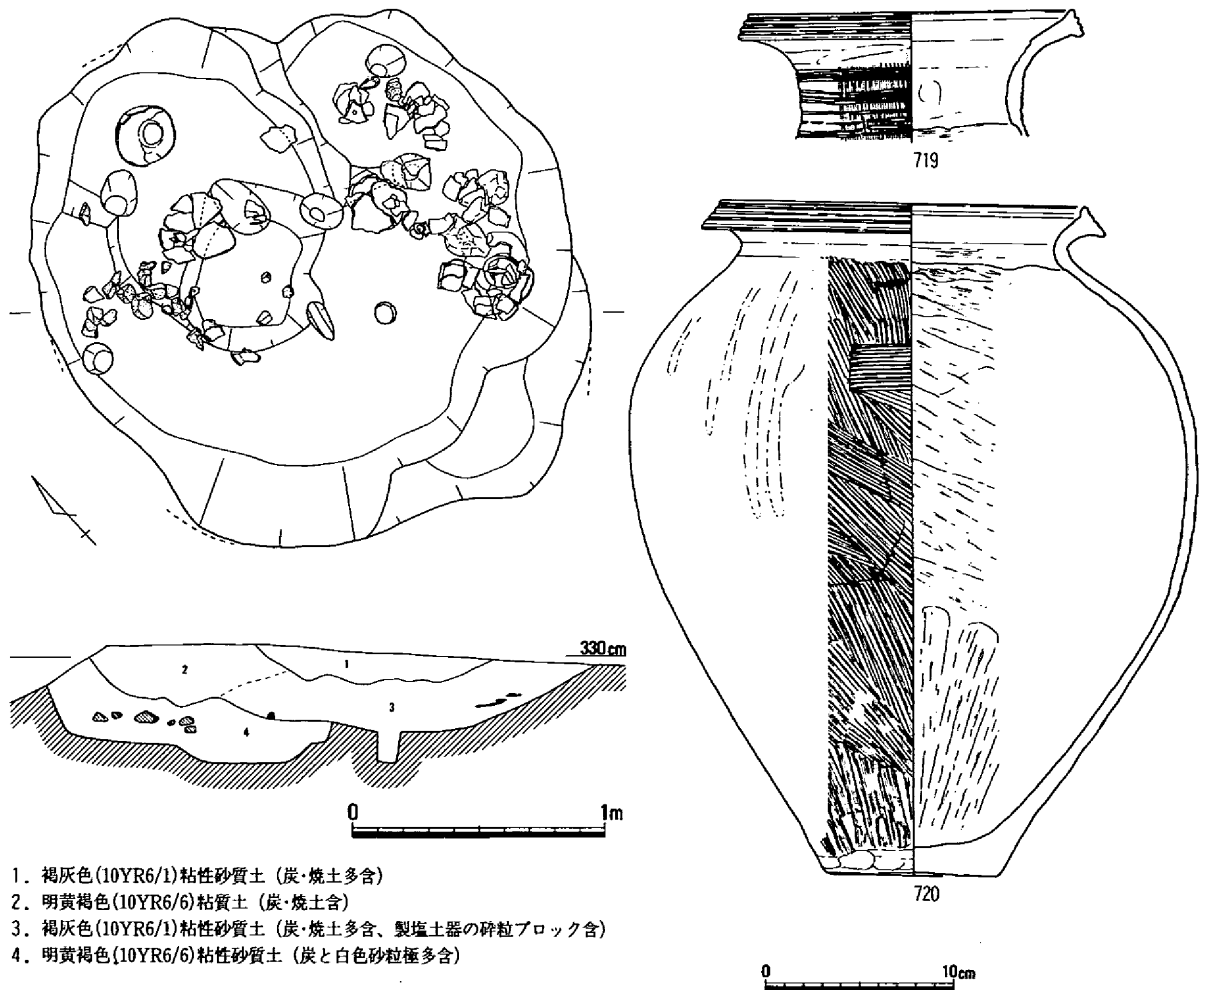 719
330cm
2
1
3
4
0 1m
1. 褐灰色(10YR6/1)粘性砂質土(炭・焼土多含)
2. 明黄褐色(10YR6/6)粘質土(炭・焼土含)
3. 褐灰色(10YR6/1)粘性砂質土(炭・焼土多含、製塩土器の砕粒ブロック含)
4. 明黄褐色(10YR6/6)粘性砂質土(炭と白色砂粒極多含)
720
0 10cm